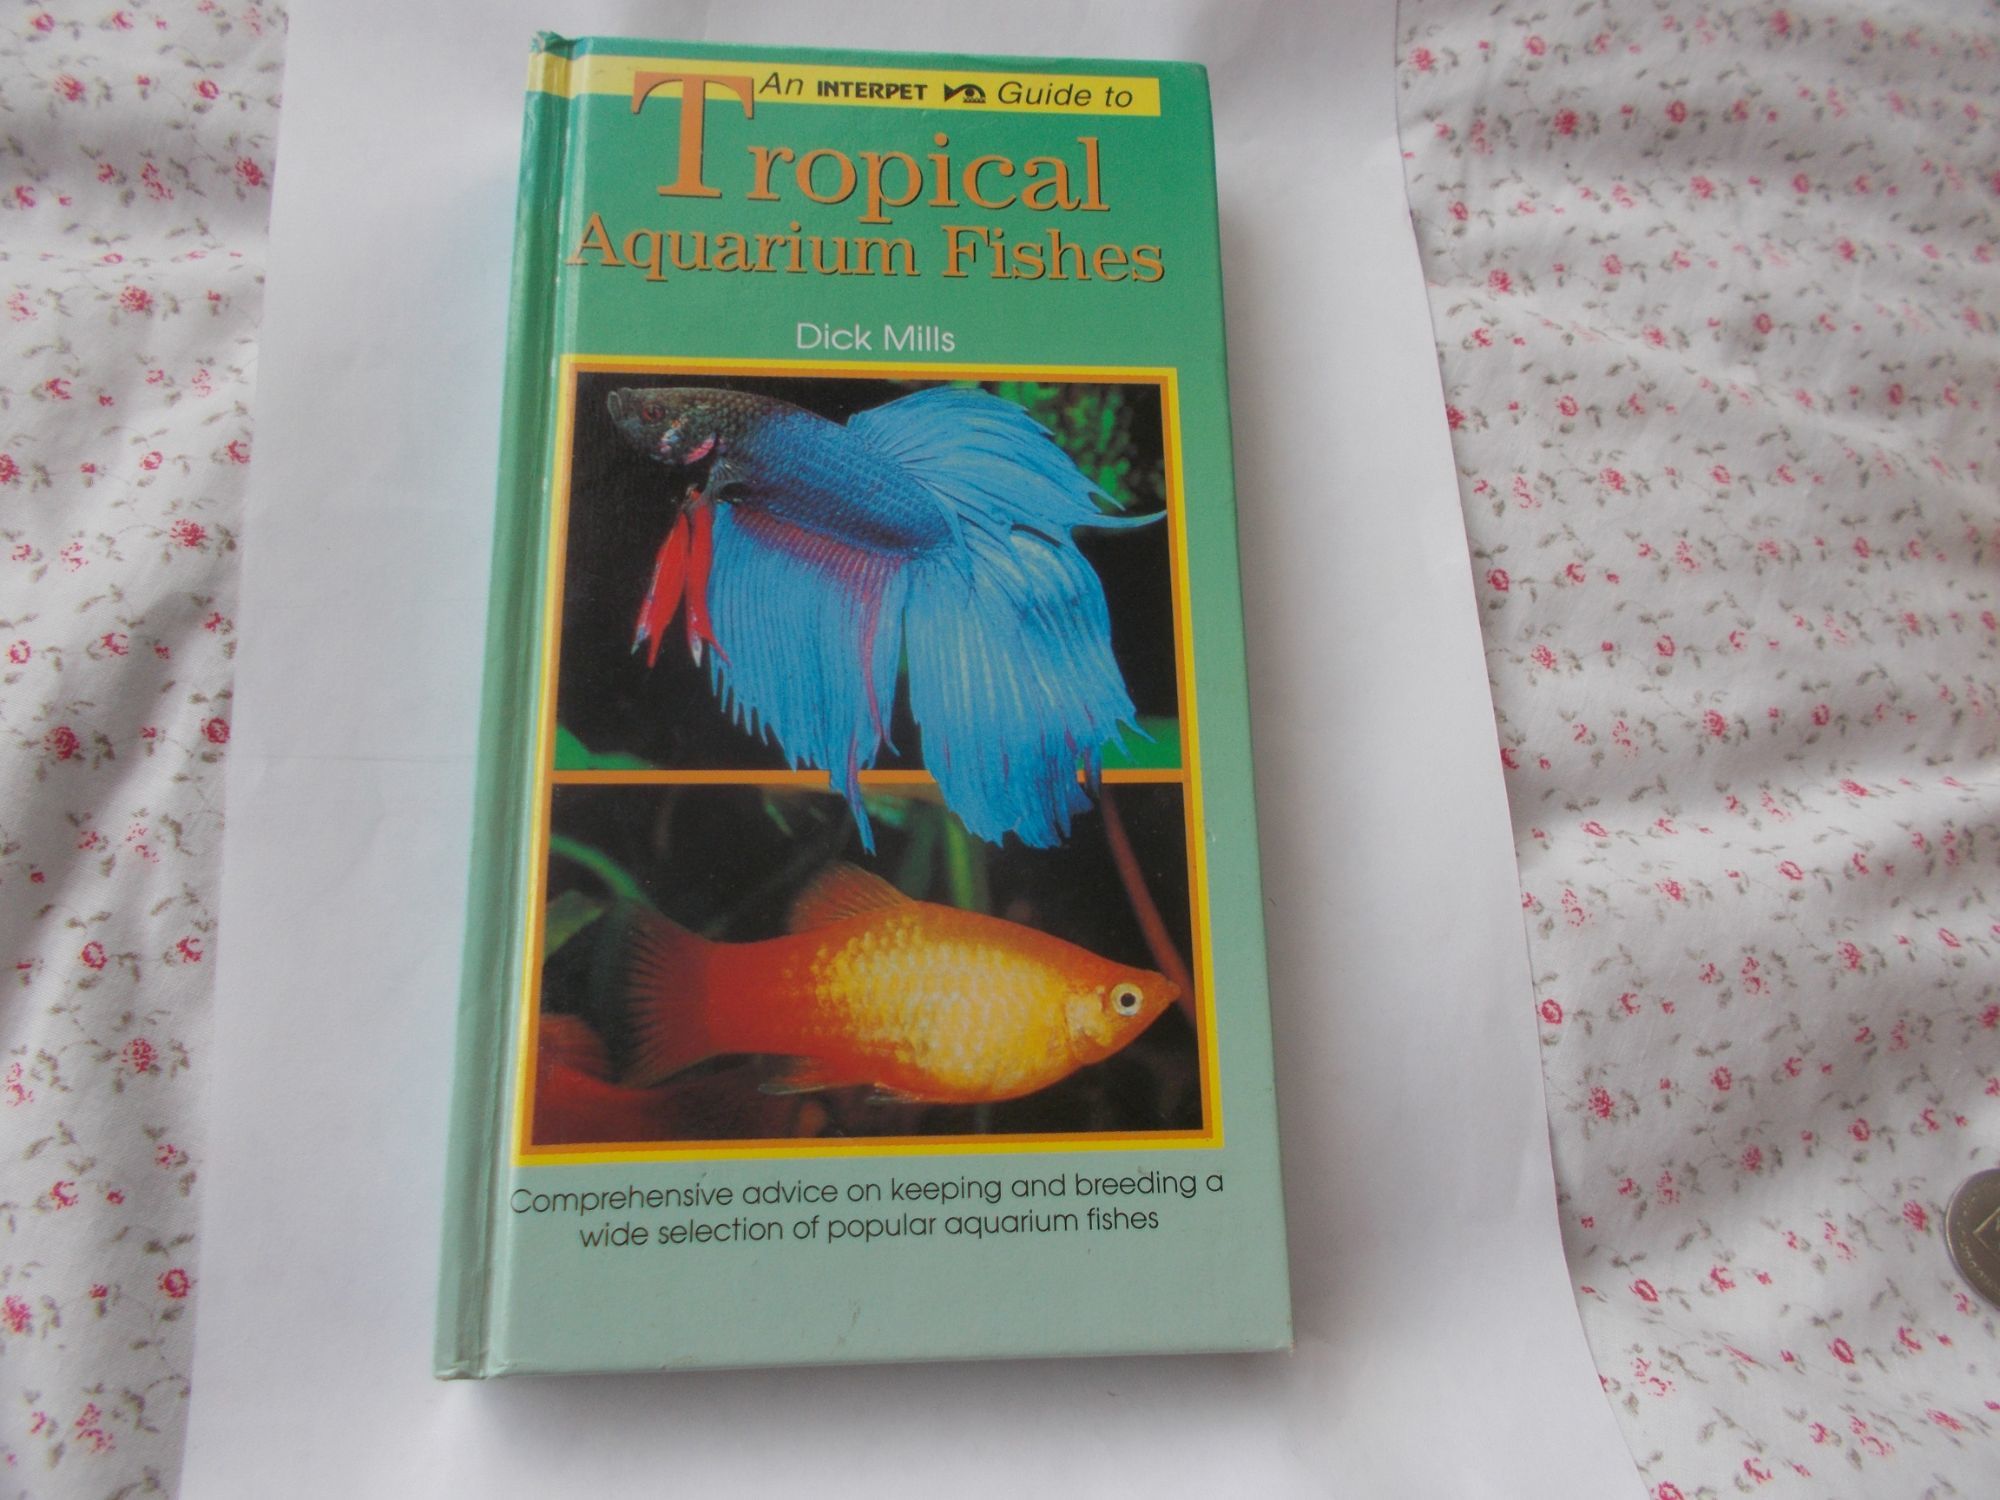 An INTERPET Guide to
Tropical
Aquarium Fishes
Dick Mills
Comprehensive advice on keeping and breeding a
wide selection of popular aquarium fishes